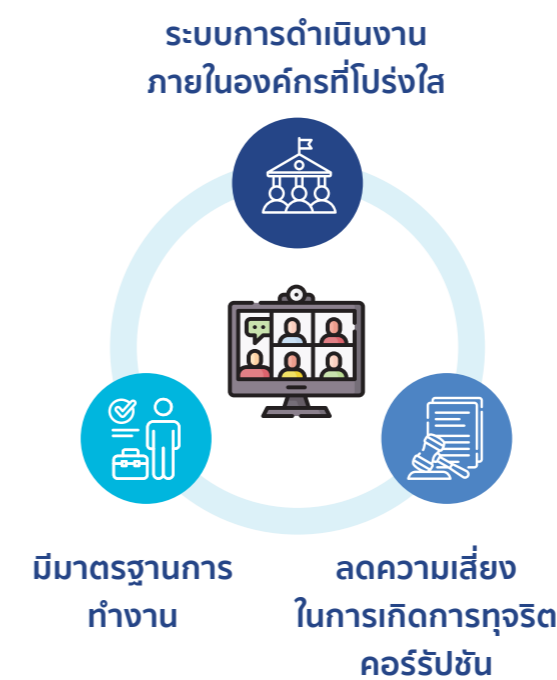 ระบบการดำเนินงาน
ภายในองค์กรที่โปร่งใส
มีมาตรฐานการ
ทำงาน
ลดความเสี่ยง
ในการเกิดการทุจริต
คอร์รัปชัน